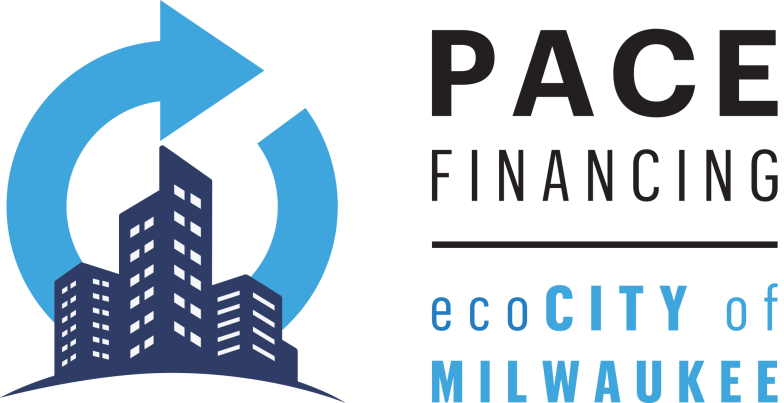 PACE
FINANCING
ecoCITY of
MILWAUKEE